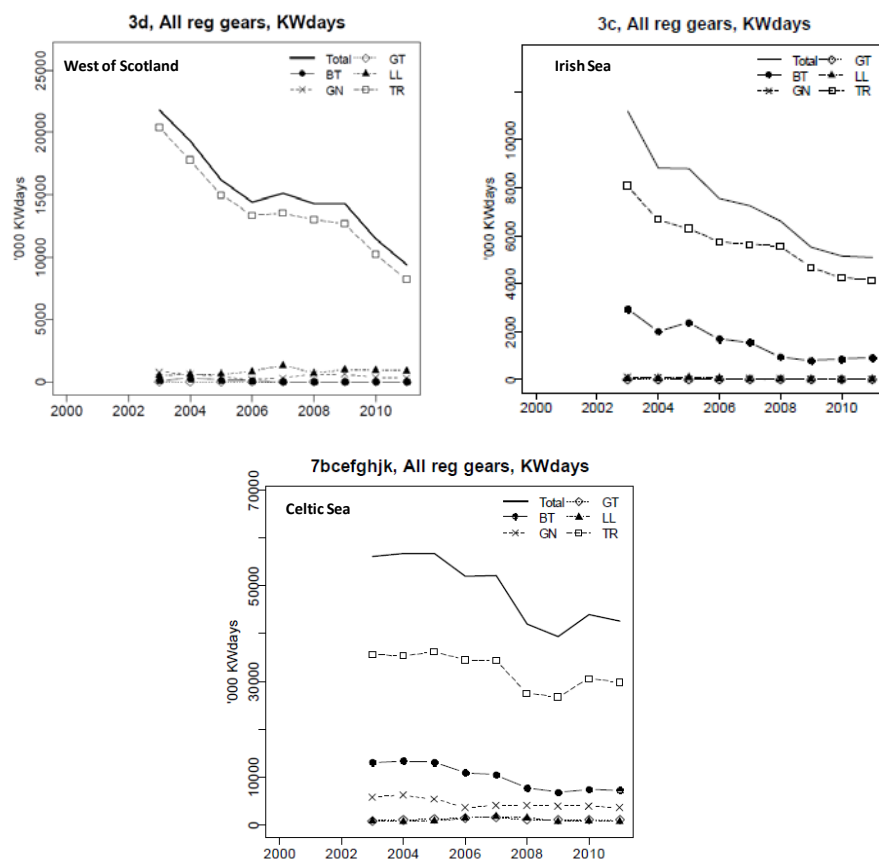 3d, All reg gears, KWdays
West of Scotland
Total GT
BT LL
GN TR
'000 KWdays
0 5000 10000 15000 20000 25000
2000 2002 2004 2006 2008 2010
3c, All reg gears, KWdays
Irish Sea
Total GT
BT LL
GN TR
'000 KWdays
0 2000 4000 6000 8000 10000
2000 2002 2004 2006 2008 2010
7bcefghjk, All reg gears, KWdays
Celtic Sea
Total GT
BT LL
GN TR
'000 KWdays
0 10000 30000 50000 70000
2000 2002 2004 2006 2008 2010